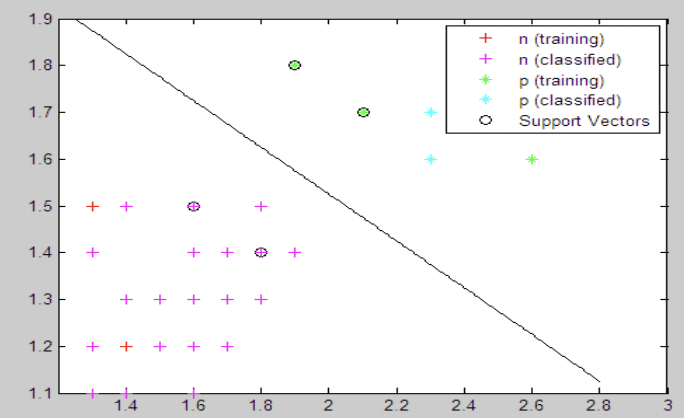 1.9
1.8
1.7
1.6
1.5
1.4
1.3
1.2
1.1
n (training)
n (classified)
p (training)
p (classified)
Support Vectors
1.4 1.6 1.8 2 2.2 2.4 2.6 2.8 3